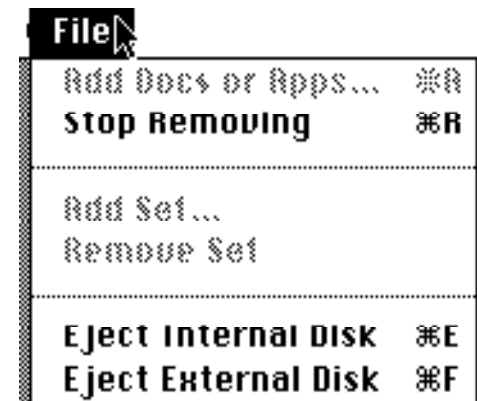 File
Add Docs or Apps... ⌘A
Stop Removing ⌘R
Add Set...
Remove Set
Eject Internal Disk ⌘E
Eject External Disk ⌘F